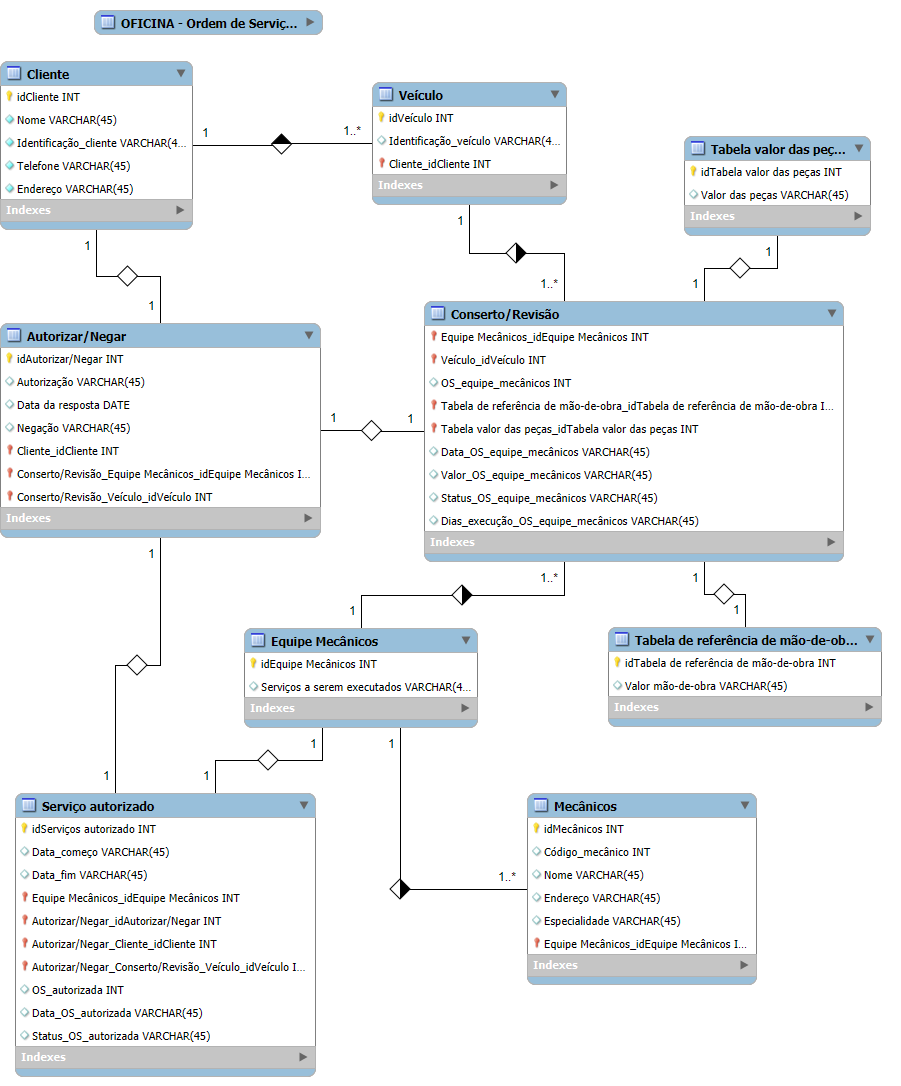 OFICINA - Ordem de Serviç...
Cliente
idCliente INT
Nome VARCHAR(45)
Identificação_cliente VARCHAR(4...
Telefone VARCHAR(45)
Endereço VARCHAR(45)
Indexes
1
1..*
Veículo
idVeículo INT
Identificação_veículo VARCHAR(4...
Cliente_idCliente INT
Indexes
Tabela valor das peç...
idTabela valor das peças INT
Valor das peças VARCHAR(45)
Indexes
1
1
1
1..*
1
1
Autorizar/Negar
idAutorizar/Negar INT
Autorização VARCHAR(45)
Data da resposta DATE
Negação VARCHAR(45)
Cliente_idCliente INT
Conserto/Revisão_Equipe Mecânicos_idEquipe Mecânicos I...
Conserto/Revisão_Veículo_idVeículo INT
Indexes
1
1
Conserto/Revisão
Equipe Mecânicos_idEquipe Mecânicos INT
Veículo_idVeículo INT
OS_equipe_mecânicos INT
Tabela de referência de mão-de-obra_idTabela de referência de mão-de-obra I...
Tabela valor das peças_idTabela valor das peças INT
Data_OS_equipe_mecânicos VARCHAR(45)
Valor_OS_equipe_mecânicos VARCHAR(45)
Status_OS_equipe_mecânicos VARCHAR(45)
Dias_execução_OS_equipe_mecânicos VARCHAR(45)
Indexes
1
1..*
1
1
1
Equipe Mecânicos
idEquipe Mecânicos INT
Serviços a serem executados VARCHAR(4...
Indexes
Tabela de referência de mão-de-ob...
idTabela de referência de mão-de-obra INT
Valor mão-de-obra VARCHAR(45)
Indexes
1
1
1
1
Serviço autorizado
idServiços autorizado INT
Data_começo VARCHAR(45)
Data_fim VARCHAR(45)
Equipe Mecânicos_idEquipe Mecânicos INT
Autorizar/Negar_idAutorizar/Negar INT
Autorizar/Negar_Cliente_idCliente INT
Autorizar/Negar_Conserto/Revisão_Veículo_idVeículo I...
OS_autorizada INT
Data_OS_autorizada VARCHAR(45)
Status_OS_autorizada VARCHAR(45)
Indexes
1..*
Mecânicos
idMecânicos INT
Código_mecânico INT
Nome VARCHAR(45)
Endereço VARCHAR(45)
Especialidade VARCHAR(45)
Equipe Mecânicos_idEquipe Mecânicos I...
Indexes